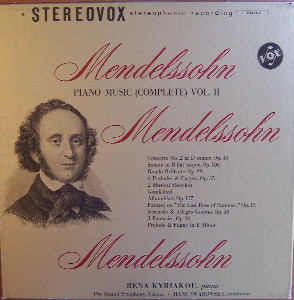 STEREOVOX stereophonic recording
VOX
Mendelssohn
PIANO MUSIC (COMPLETE) VOL. II
Mendelssohn
Concerto No. 2 in D minor, Op. 40
Sonata in B flat major, Op. 106
Rondo Brillante, Op. 29
6 Preludes & Fugues, Op. 35
2 Musical Sketches
Gondellied
Albumblatt, Op. 117
Fantasy on "The Last Rose of Summer," Op. 15
Serenade & Allegro Giocoso, Op. 43
3 Fantasies, Op. 16
Prelude & Fugue in E Minor
Mendelssohn
RENA KYRIAKOU, piano
Pro Musica Symphony, Vienna - HANS SWAROWSKY, conductor